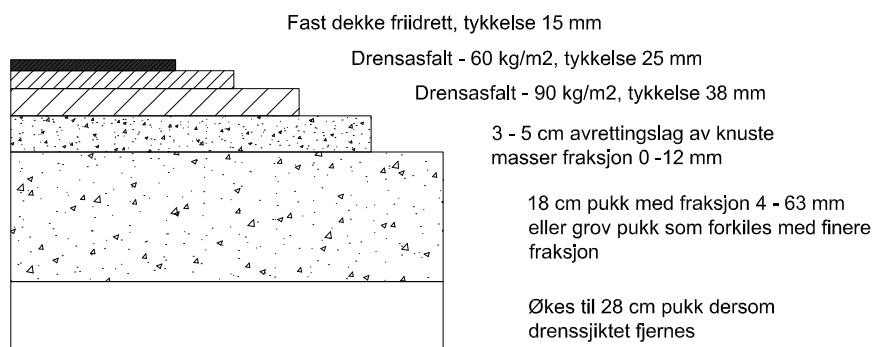 Fast dekke friidrett, tykkelse 15 mm
Drensasfalt - 60 kg/m2, tykkelse 25 mm
Drensasfalt - 90 kg/m2, tykkelse 38 mm
3 - 5 cm avrettingslag av knuste
masser fraksjon 0 -12 mm
18 cm pukk med fraksjon 4 - 63 mm
eller grov pukk som forkiles med finere
fraksjon
Økes til 28 cm pukk dersom
drenssjiktet fjernes